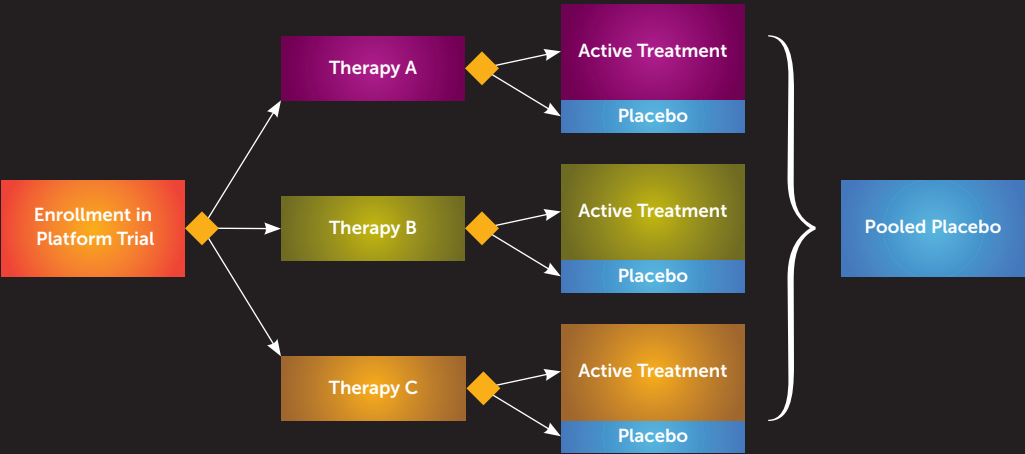 Enrollment in
Platform Trial
Therapy A
Active Treatment
Placebo
Therapy B
Active Treatment
Placebo
Therapy C
Active Treatment
Placebo
Pooled Placebo